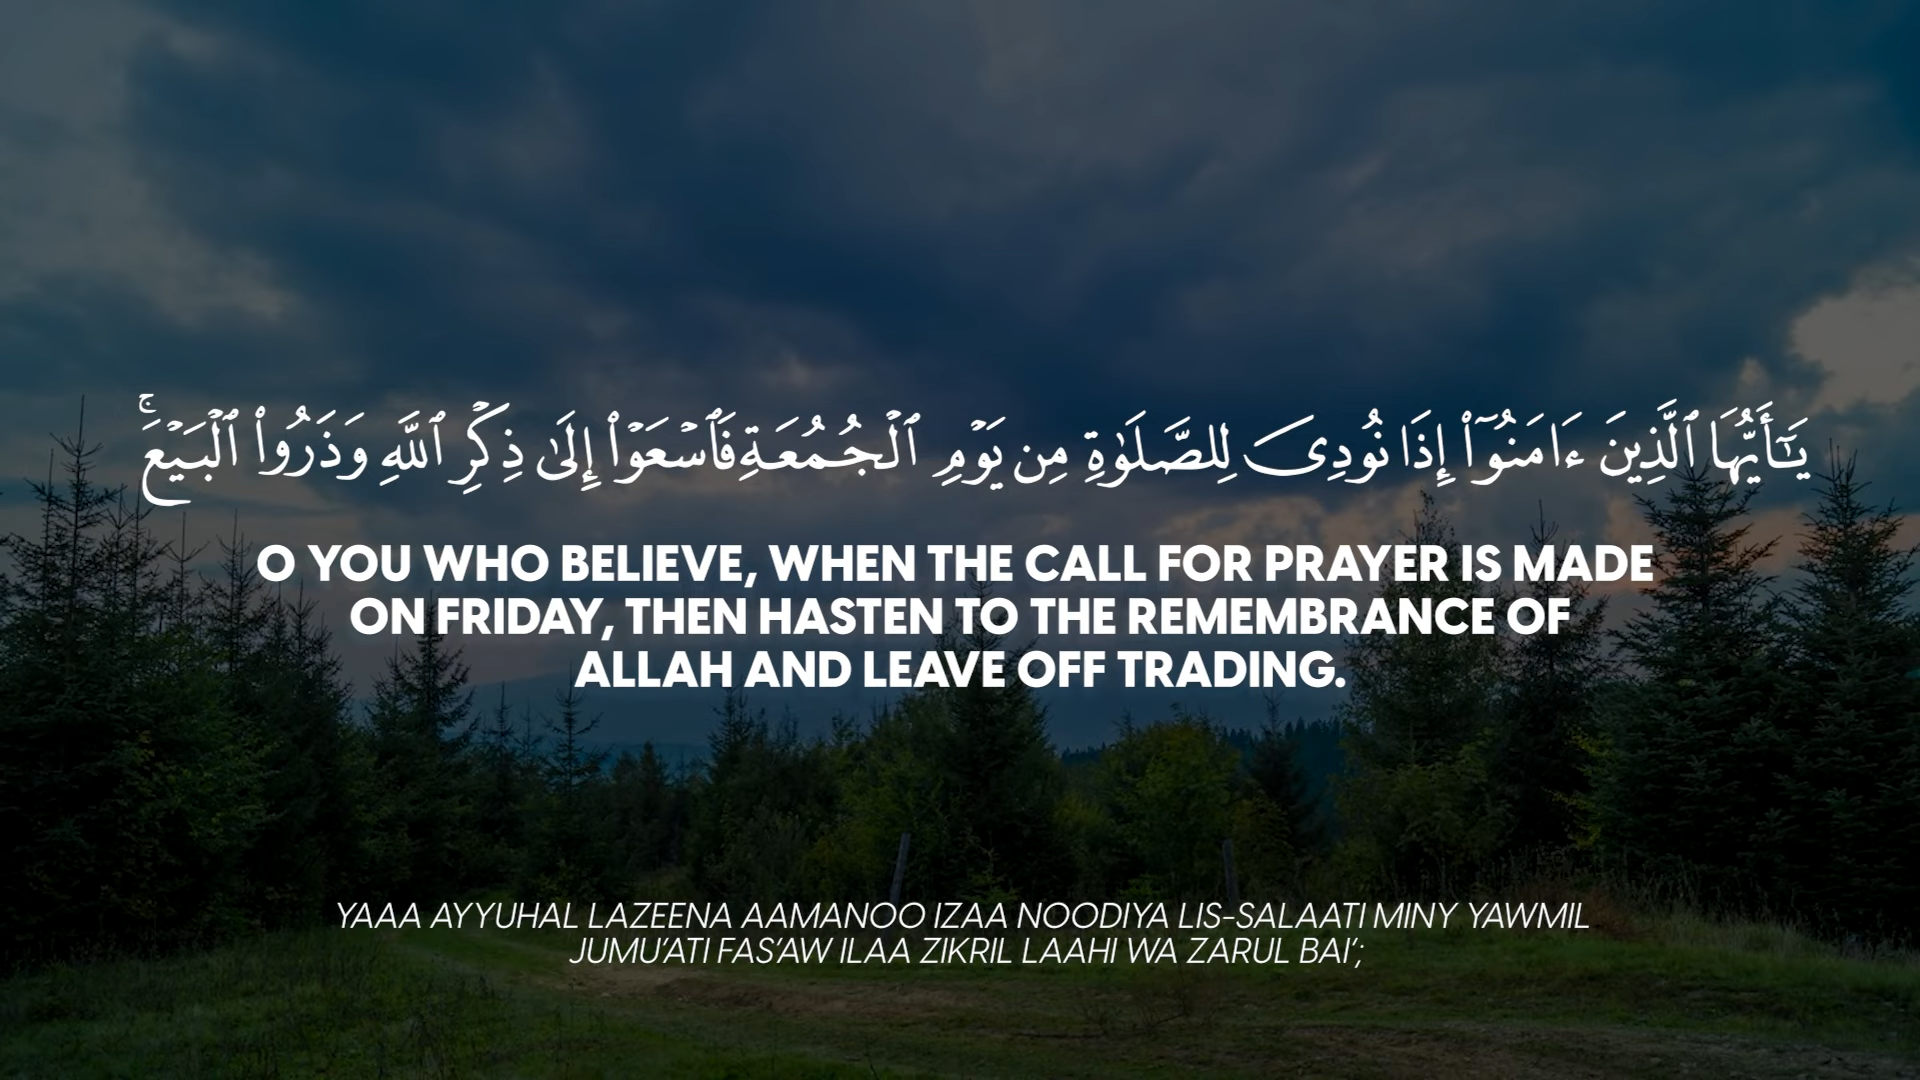 يَـٰٓأَيُّهَا ٱلَّذِينَ ءَامَنُوٓا۟ إِذَا نُودِىَ لِلصَّلَوٰةِ مِن يَوْمِ ٱلْجُمُعَةِ فَٱسْعَوْا۟ إِلَىٰ ذِكْرِ ٱللَّهِ وَذَرُوا۟ ٱلْبَيْعَ ۚ
O YOU WHO BELIEVE, WHEN THE CALL FOR PRAYER IS MADE
ON FRIDAY, THEN HASTEN TO THE REMEMBRANCE OF
ALLAH AND LEAVE OFF TRADING.
YAAA AYYUHAL LAZEENA AAMANOO IZAA NOODIYA LIS-SALAATI MINY YAWMIL
JUMU'ATI FAS'AW ILAA ZIKRIL LAAHI WA ZARUL BAI';